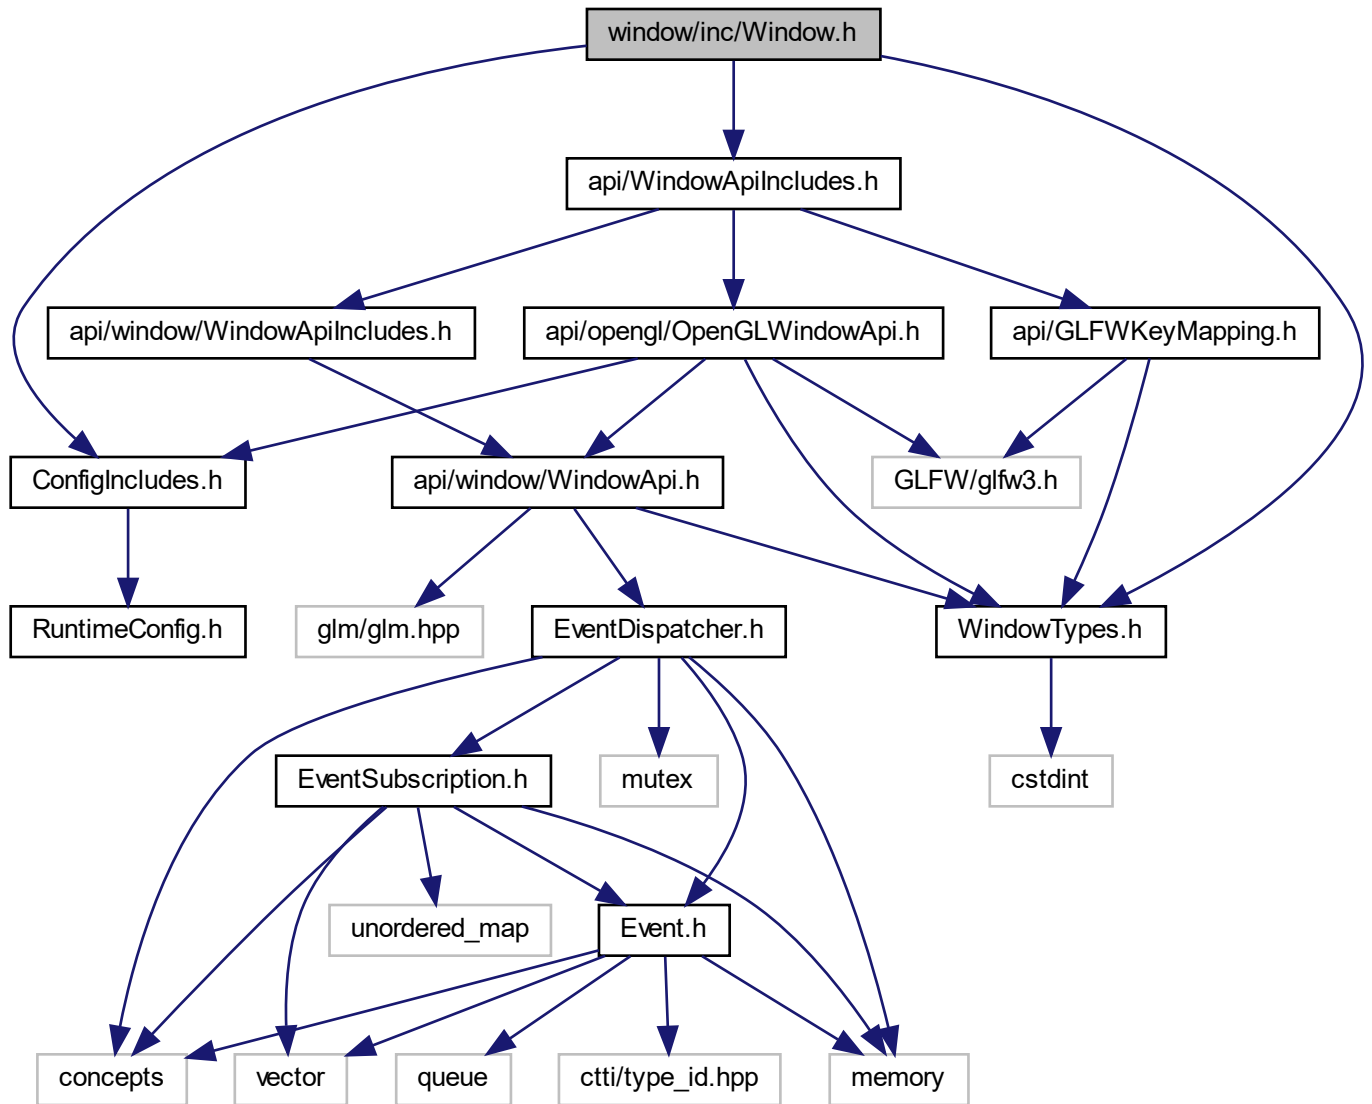 window/inc/Window.h
api/WindowApiIncludes.h
api/window/WindowApiIncludes.h
api/opengl/OpenGLWindowApi.h
api/GLFWKeyMapping.h
ConfigIncludes.h
api/window/WindowApi.h
GLFW/glfw3.h
RuntimeConfig.h
glm/glm.hpp
EventDispatcher.h
WindowTypes.h
EventSubscription.h
mutex
cstdint
unordered_map
Event.h
concepts
vector
queue
ctti/type_id.hpp
memory